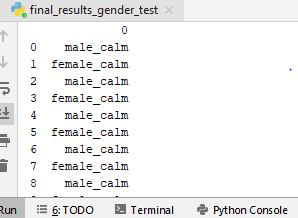 final_results_gender_test ×
0
0 male_calm
1 female_calm
2 male_calm
3 female_calm
4 male_calm
5 female_calm
6 male_calm
7 female_calm
8 male_calm
Run 6: TODO Terminal Python Console